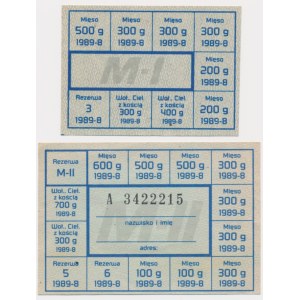 Mięso Mięso Mięso Mięso
500 g 300 g 300 g 300 g
1989-8 1989-8 1989-8 1989-8
M-I
Mięso
200 g
1989-8
Rezerwa
3
1989-8
Woł. Ciel.
z kością
300 g
1989-8
Woł. Ciel.
z kością
400 g
1989-8
Mięso
200 g
1989-8
Rezerwa
M-II
Mięso Mięso Mięso Mięso
600 g 500 g 500 g 300 g
1989-8 1989-8 1989-8 1989-8
Woł. Ciel.
z kością
700 g
1989-8
A 3422215
M-II
nazwisko i imię
adres:
Mięso
300 g
1989-8
Woł. Ciel.
z kością
300 g
1989-8
Mięso
300 g
1989-8
Rezerwa Rezerwa Mięso Mięso Mięso
5 6 100 g 100 g 300 g
1989-8 1989-8 1989-8 1989-8 1989-8